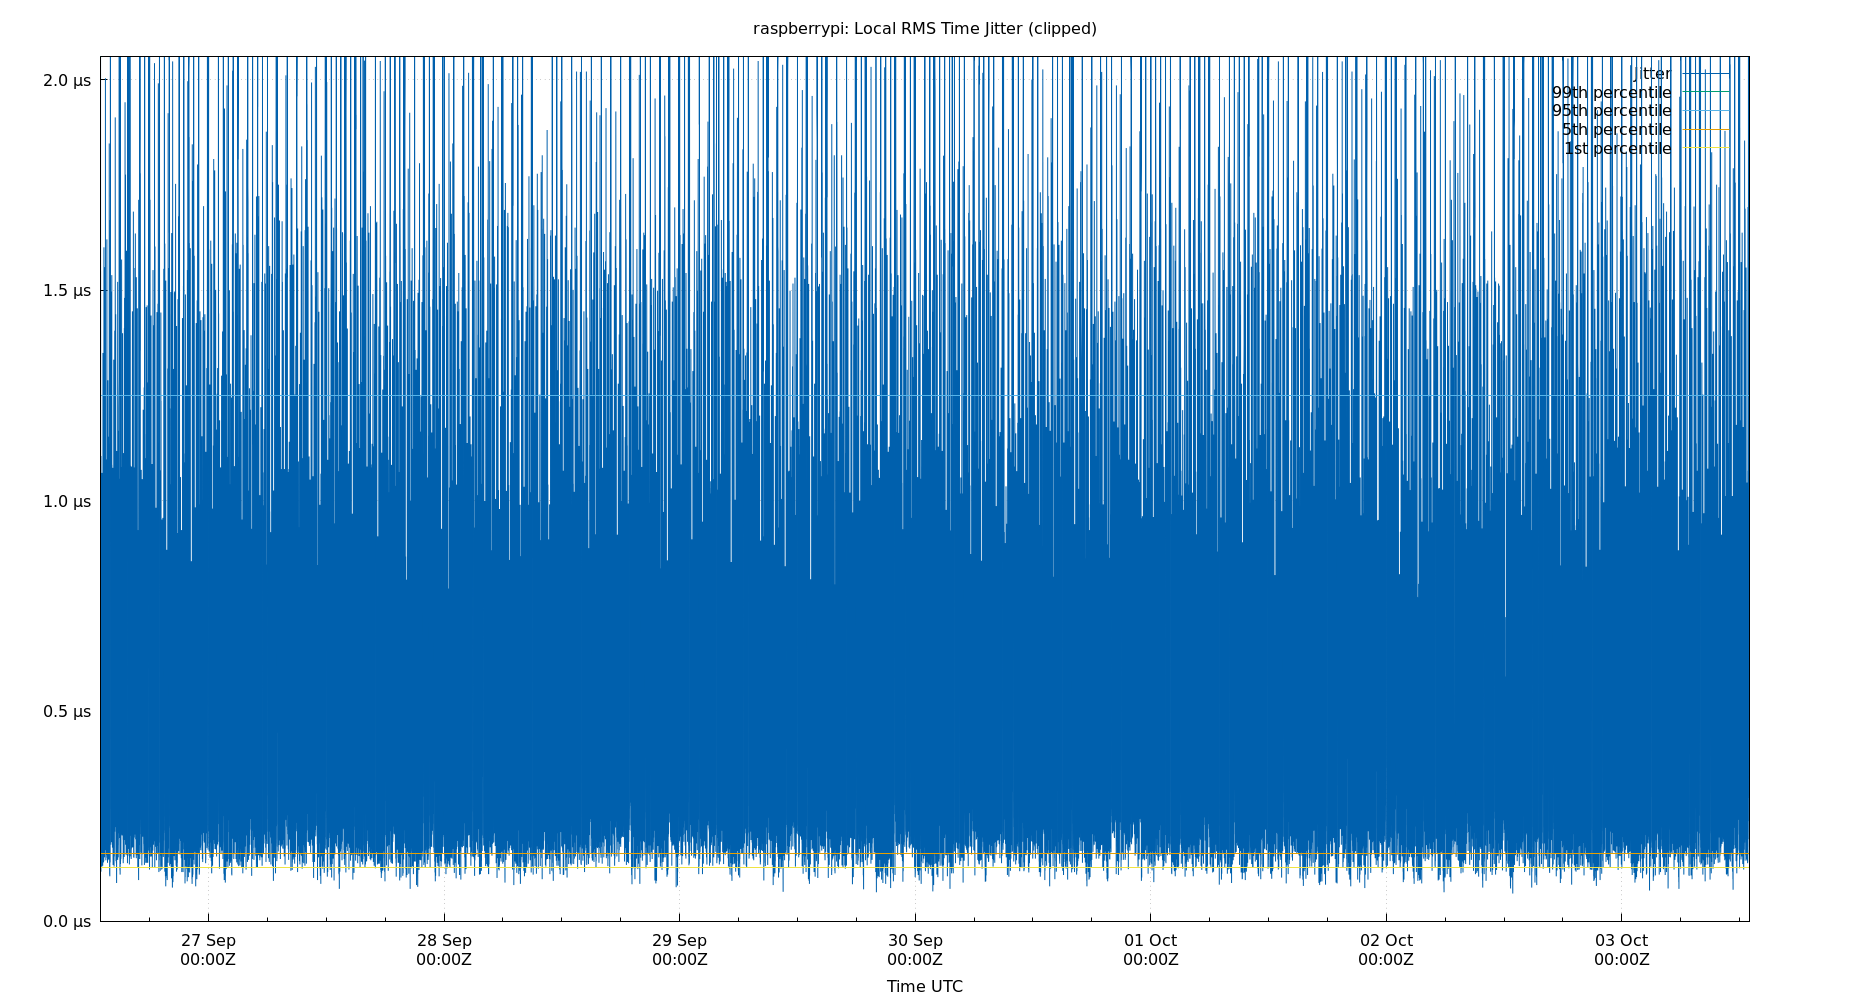 raspberrypi: Local RMS Time Jitter (clipped)
2.0 µs
1.5 µs
1.0 µs
0.5 µs
0.0 µs
jitter
99th percentile
95th percentile
5th percentile
1st percentile
27 Sep 28 Sep 29 Sep 30 Sep 01 Oct 02 Oct 03 Oct
00:00Z 00:00Z 00:00Z 00:00Z 00:00Z 00:00Z 00:00Z
Time UTC